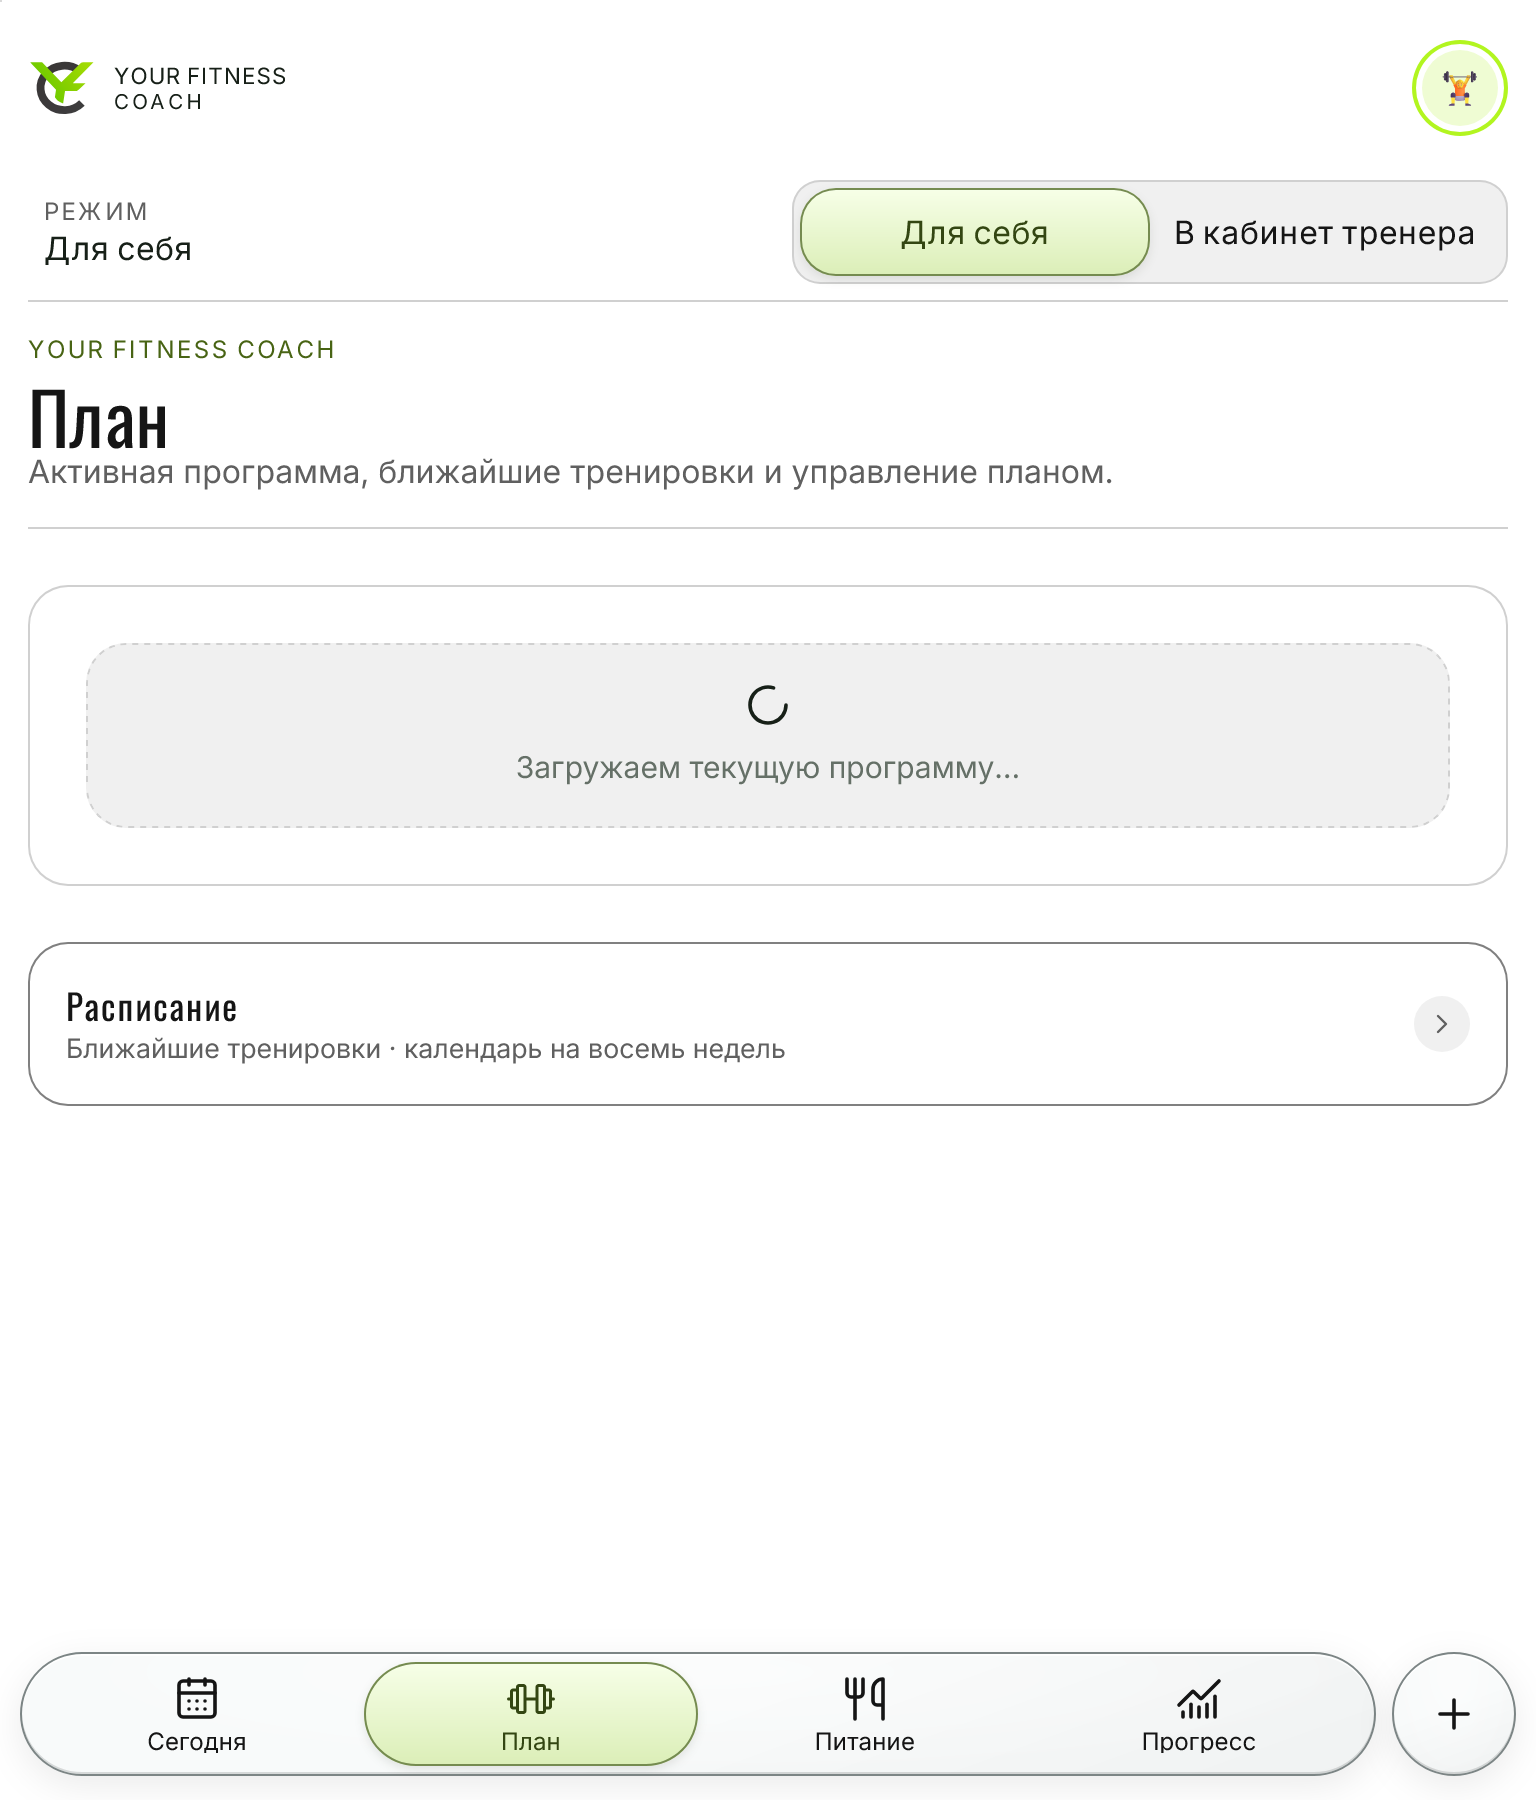 YOUR FITNESS
COACH
РЕЖИМ
Для себя
Для себя
В кабинет тренера
YOUR FITNESS COACH
План
Активная программа, ближайшие тренировки и управление планом.
Загружаем текущую программу...
Расписание
Ближайшие тренировки · календарь на восемь недель
Сегодня
План
Питание
Прогресс